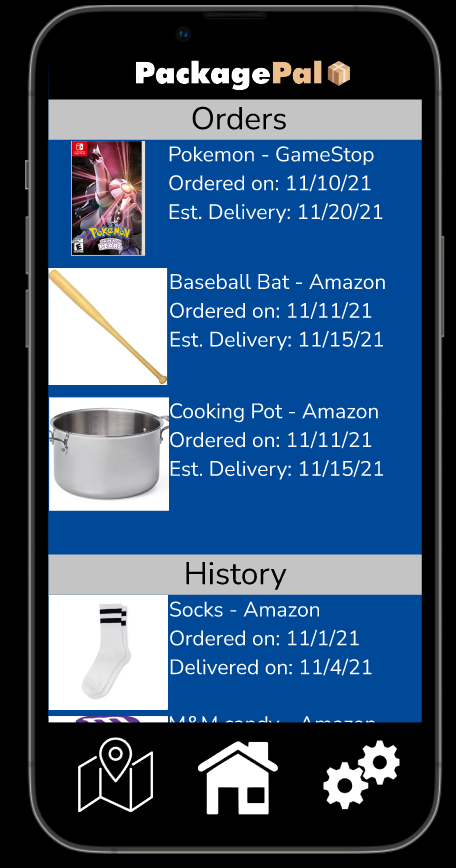 PackagePal
Orders
Pokemon - GameStop
Ordered on: 11/10/21
Est. Delivery: 11/20/21
POKéMON
Baseball Bat - Amazon
Ordered on: 11/11/21
Est. Delivery: 11/15/21
Cooking Pot - Amazon
Ordered on: 11/11/21
Est. Delivery: 11/15/21
History
Socks - Amazon
Ordered on: 11/1/21
Delivered on: 11/4/21
M&M candy - Amazon